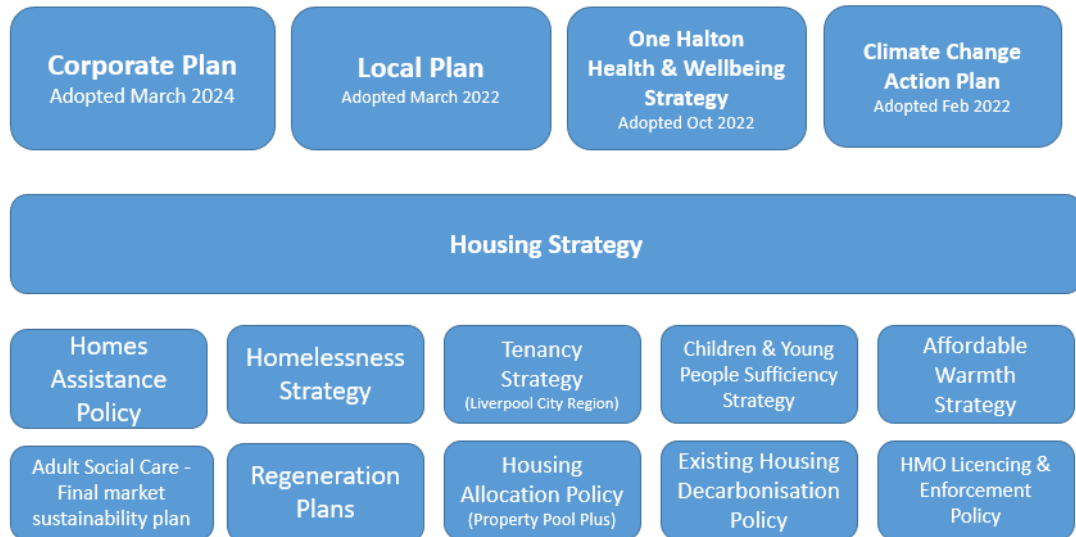 Corporate Plan
Adopted March 2024
Local Plan
Adopted March 2022
One Halton
Health & Wellbeing
Strategy
Adopted Oct 2022
Climate Change
Action Plan
Adopted Feb 2022
Housing Strategy
Homes
Assistance
Policy
Homelessness
Strategy
Tenancy
Strategy
(Liverpool City Region)
Children & Young
People Sufficiency
Strategy
Affordable
Warmth
Strategy
Adult Social Care -
Final market
sustainability plan
Regeneration
Plans
Housing
Allocation Policy
(Property Pool Plus)
Existing Housing
Decarbonisation
Policy
HMO Licencing &
Enforcement
Policy